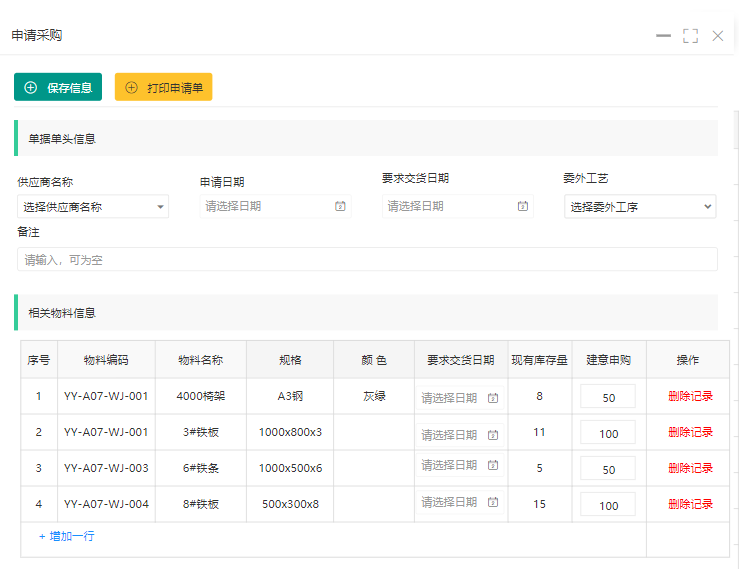 申请采购
保存信息 打印申请单
单据单头信息
供应商名称 申请日期 要求交货日期 委外工艺
选择供应商名称 请选择日期 请选择日期 选择委外工序
备注
请输入，可为空
相关物料信息
序号 物料编码 物料名称 规格 颜 色 要求交货日期 现有库存量 建意申购 操作
1 YY-A07-WJ-001 4000椅架 A3钢 灰绿 请选择日期 8 50 删除记录
2 YY-A07-WJ-001 3#铁板 1000x800x3 请选择日期 11 100 删除记录
3 YY-A07-WJ-003 6#铁条 1000x500x6 请选择日期 5 50 删除记录
4 YY-A07-WJ-004 8#铁板 500x300x8 请选择日期 15 100 删除记录
+ 增加一行